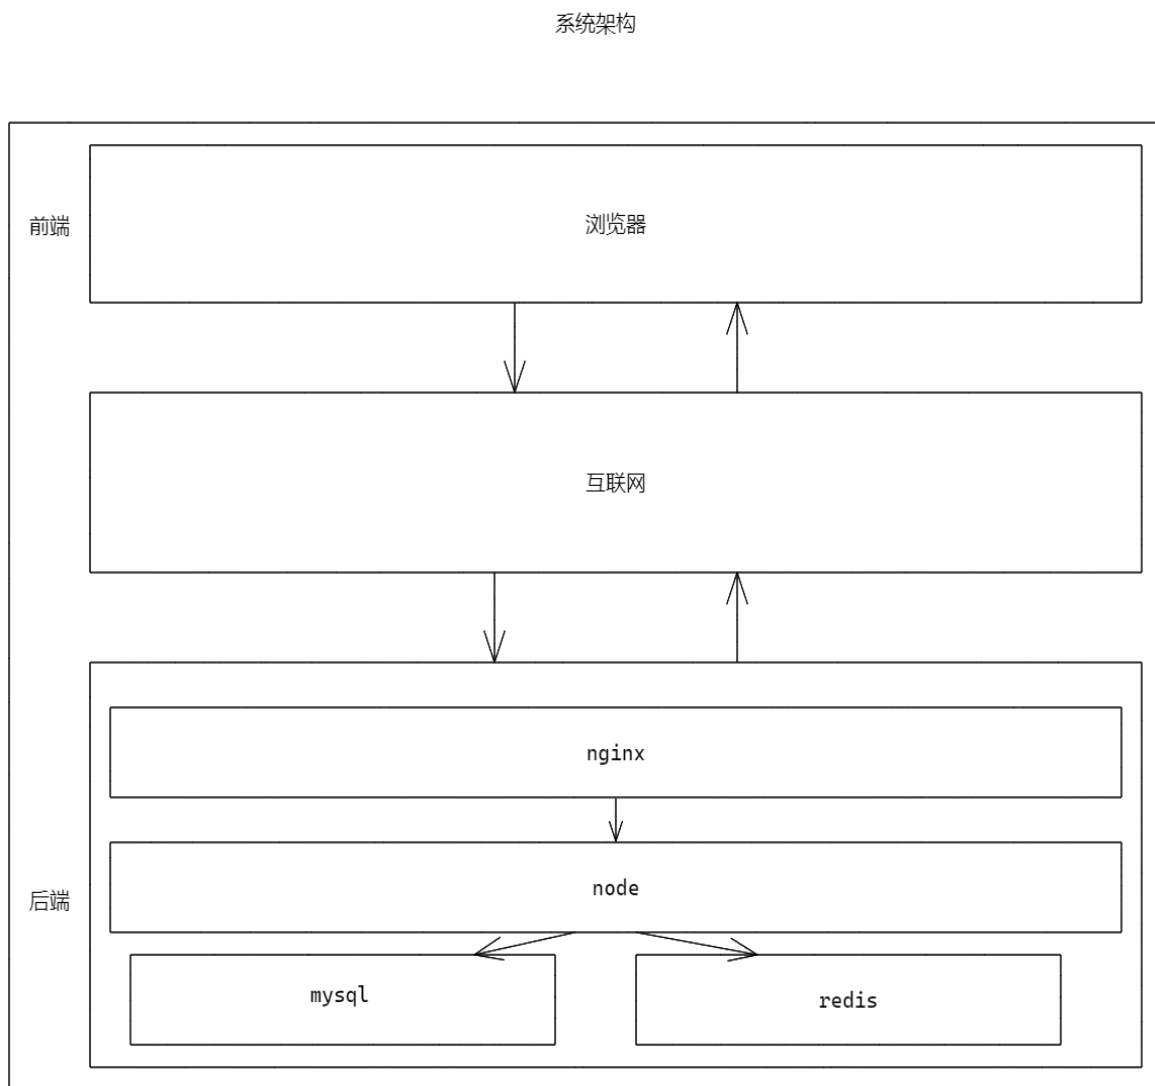 系统架构
前端
浏览器
互联网
nginx
后端
node
mysql
redis